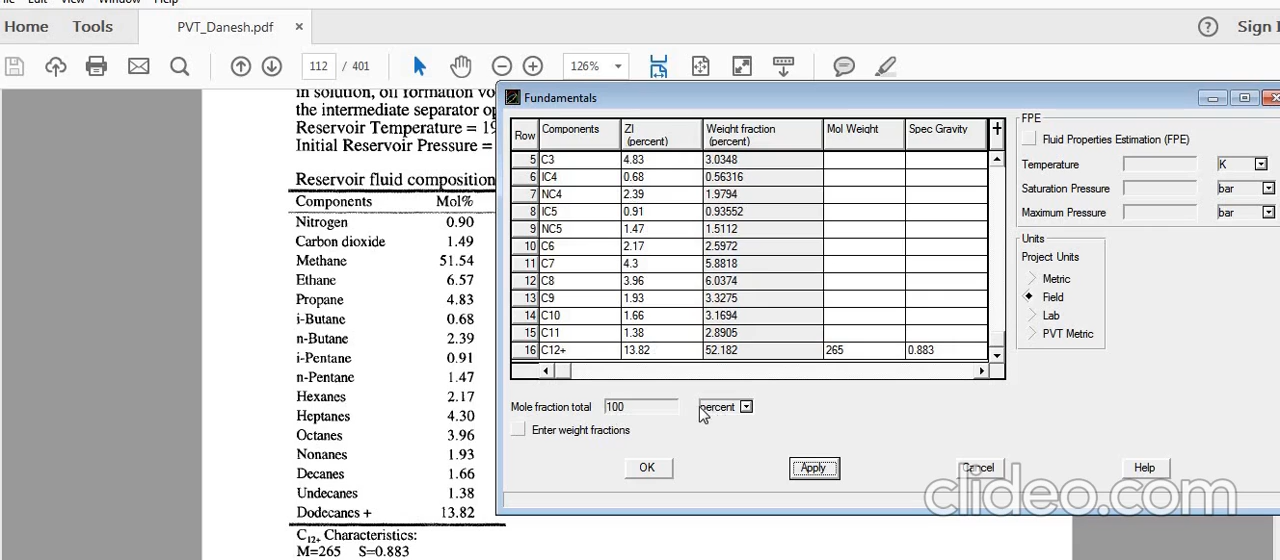 File Edit View Window Help
Home Tools PVT_Danesh.pdf × ? Sign I
112 / 401 126%
in solution, oil formation vo
the intermediate separator op
Reservoir Temperature = 19
Initial Reservoir Pressure =
Reservoir fluid composition
Components Mol%
Nitrogen 0.90
Carbon dioxide 1.49
Methane 51.54
Ethane 6.57
Propane 4.83
i-Butane 0.68
n-Butane 2.39
i-Pentane 0.91
n-Pentane 1.47
Hexanes 2.17
Heptanes 4.30
Octanes 3.96
Nonanes 1.93
Decanes 1.66
Undecanes 1.38
Dodecanes + 13.82
C12+ Characteristics:
M=265 S=0.883
Fundamentals
Row Components ZI (percent) Weight fraction (percent) Mol Weight Spec Gravity
5 C3 4.83 3.0348
6 IC4 0.68 0.56316
7 NC4 2.39 1.9794
8 IC5 0.91 0.93552
9 NC5 1.47 1.5112
10 C6 2.17 2.5972
11 C7 4.3 5.8818
12 C8 3.96 6.0374
13 C9 1.93 3.3275
14 C10 1.66 3.1694
15 C11 1.38 2.8905
16 C12+ 13.82 52.182 265 0.883
Mole fraction total 100 percent
Enter weight fractions
OK Apply Cancel Help
FPE
Fluid Properties Estimation (FPE)
Temperature K
Saturation Pressure bar
Maximum Pressure bar
Units
Project Units
Metric
Field
Lab
PVT Metric
clideo.com